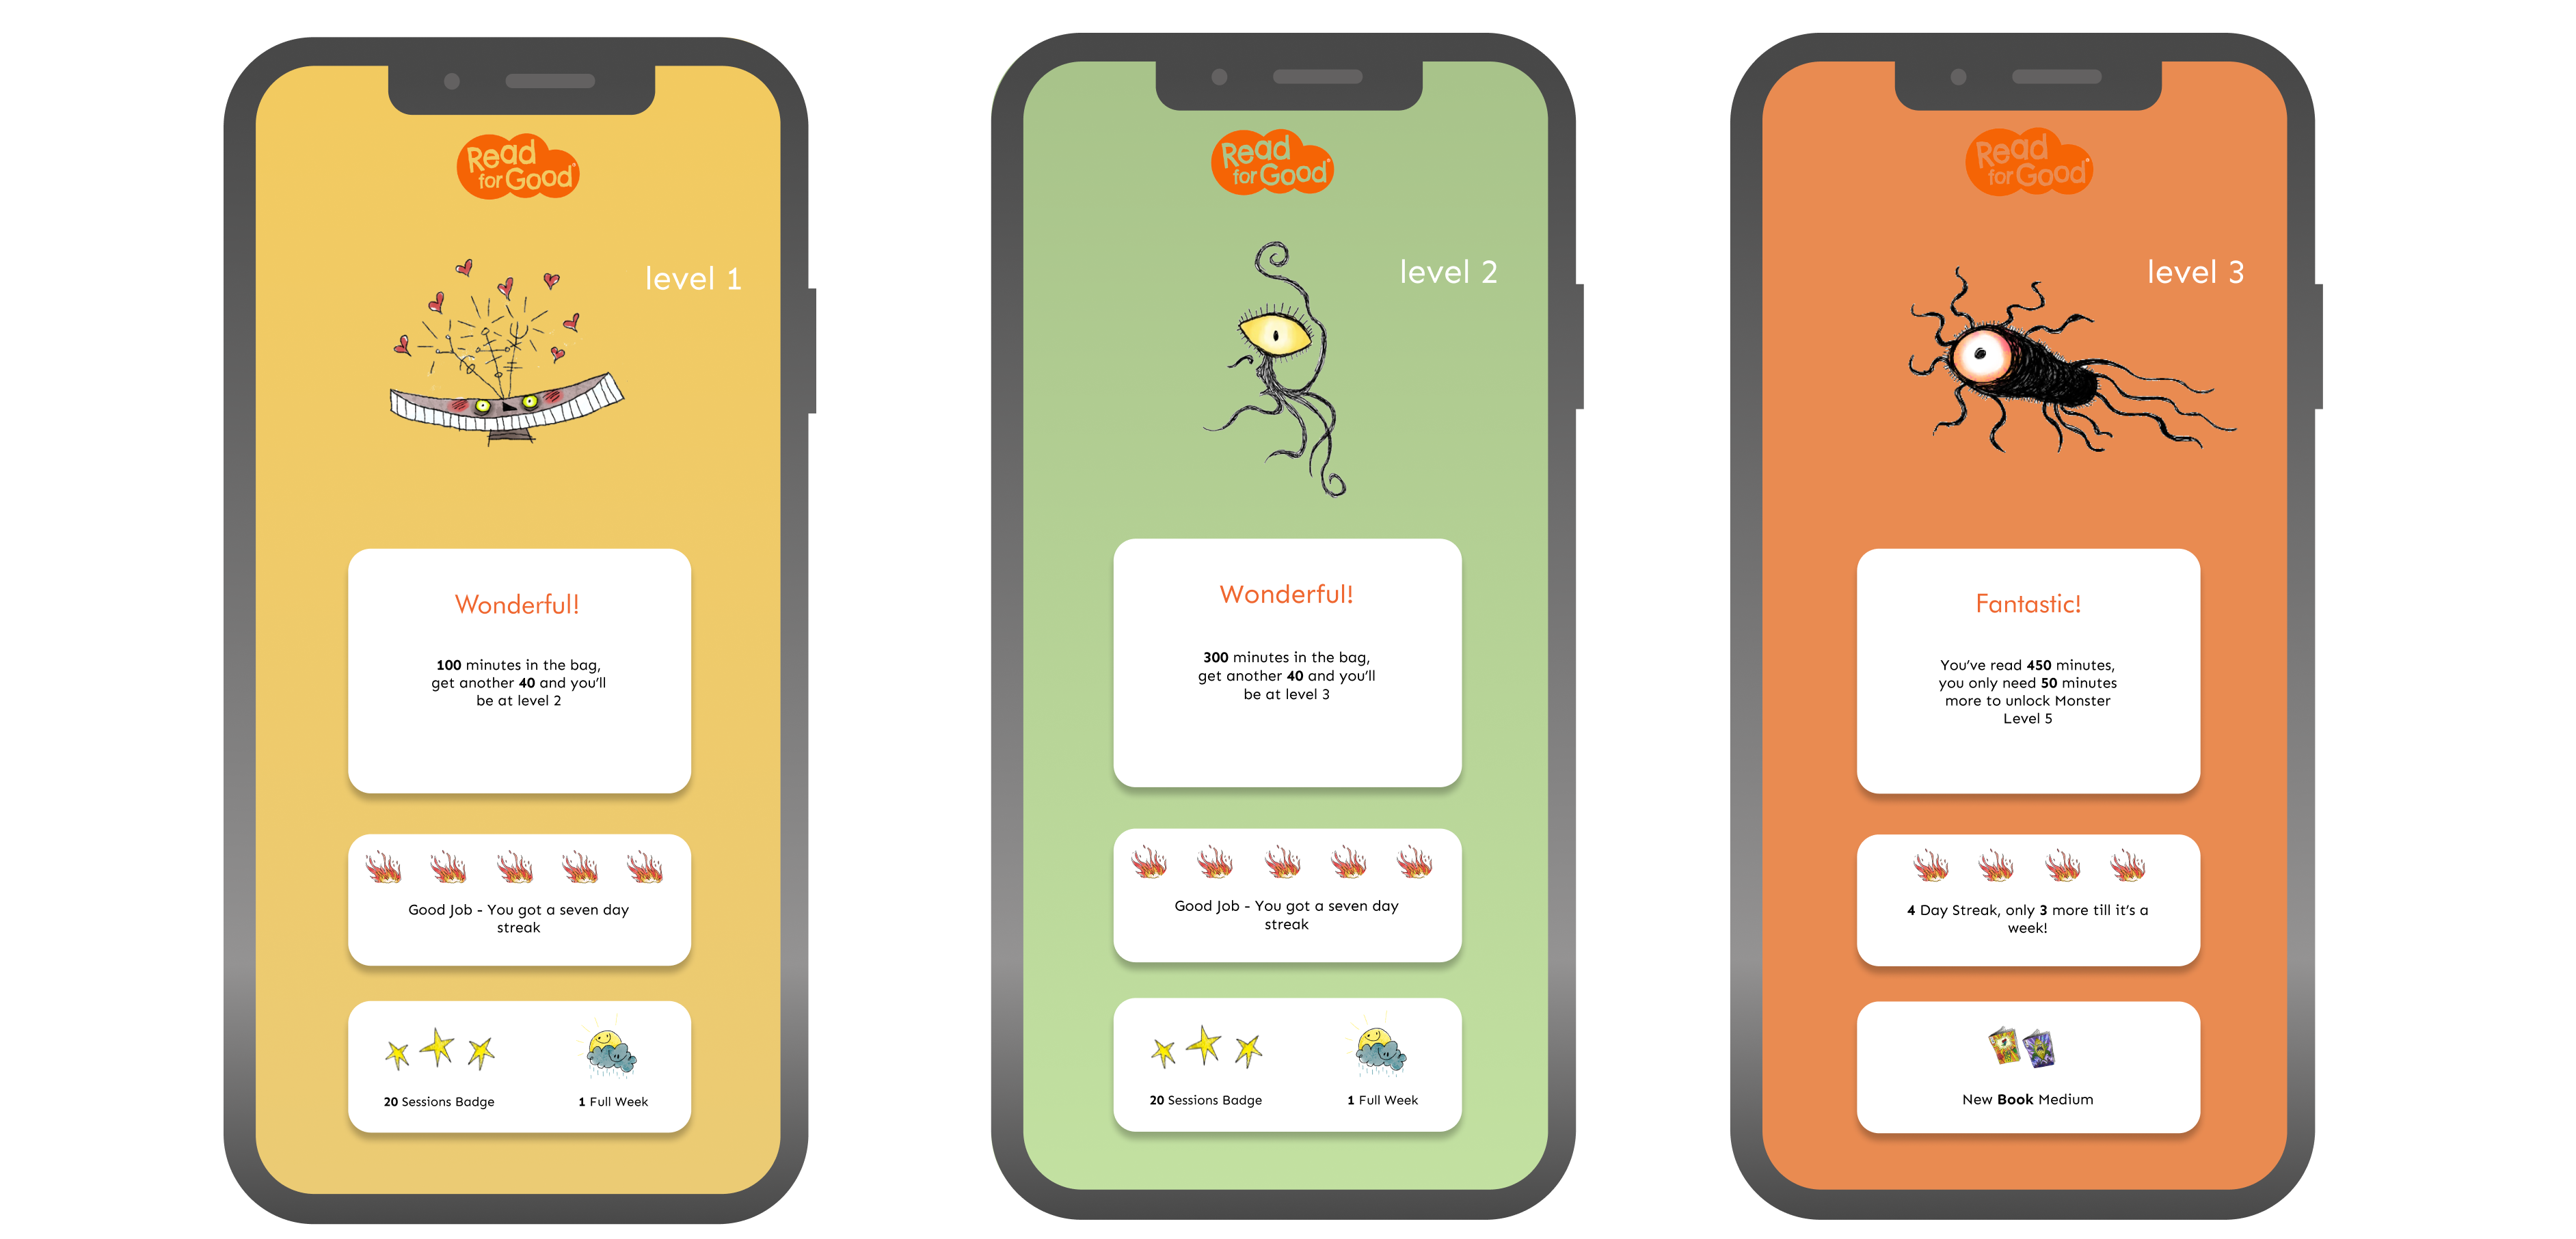 Read
for Good
level 1
Wonderful!
100 minutes in the bag,
get another 40 and you'll
be at level 2
Good Job - You got a seven day
streak
20 Sessions Badge
1 Full Week
Read
for Good
level 2
Wonderful!
300 minutes in the bag,
get another 40 and you'll
be at level 3
Good Job - You got a seven day
streak
20 Sessions Badge
1 Full Week
Read
for Good
level 3
Fantastic!
You've read 450 minutes,
you only need 50 minutes
more to unlock Monster
Level 5
4 Day Streak, only 3 more till it's a
week!
New Book Medium